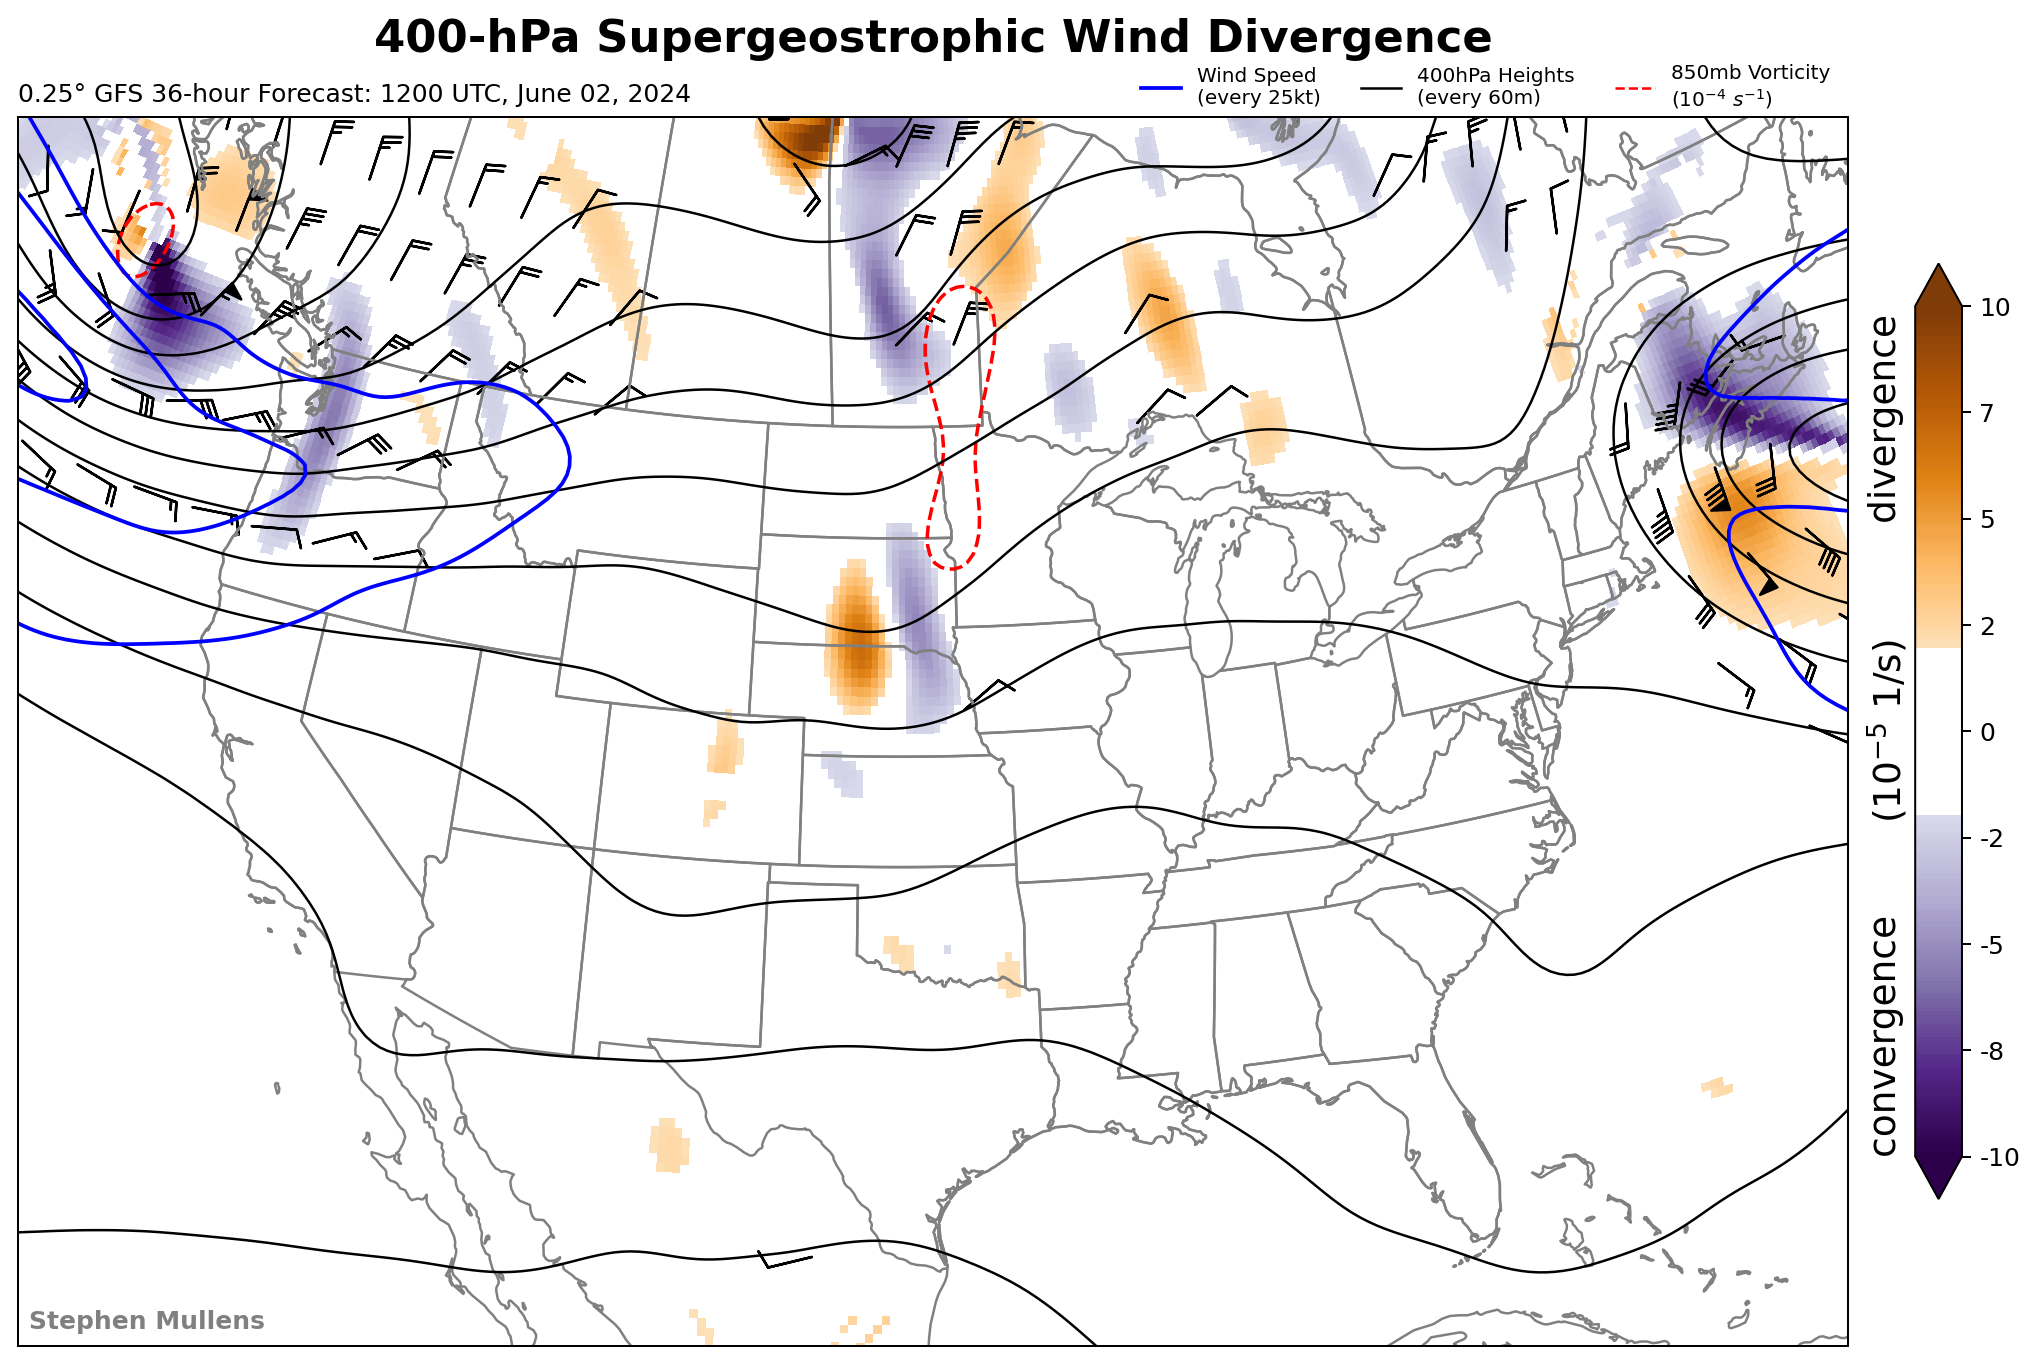 400-hPa Supergeostrophic Wind Divergence
0.25° GFS 36-hour Forecast: 1200 UTC, June 02, 2024
Wind Speed
(every 25kt)
400hPa Heights
(every 60m)
850mb Vorticity
(10⁻⁴ s⁻¹)
10
7
5
2
0
-2
-5
-8
-10
convergence (10⁻⁵ 1/s) divergence
Stephen Mullens